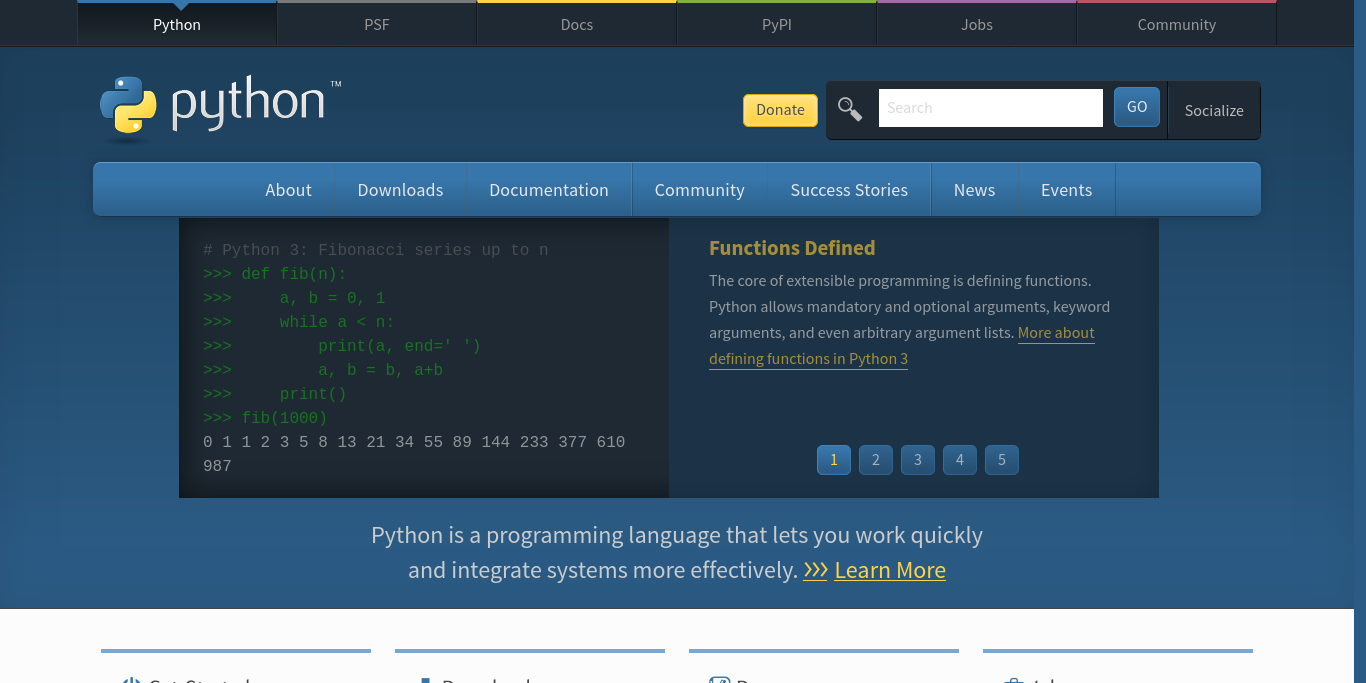 Python
PSF
Docs
PyPI
Jobs
Community
python™
Donate
Search
GO
Socialize
About
Downloads
Documentation
Community
Success Stories
News
Events
# Python 3: Fibonacci series up to n
>>> def fib(n):
>>>     a, b = 0, 1
>>>     while a < n:
>>>         print(a, end=' ')
>>>         a, b = b, a+b
>>>     print()
>>> fib(1000)
0 1 1 2 3 5 8 13 21 34 55 89 144 233 377 610
987
Functions Defined
The core of extensible programming is defining functions.
Python allows mandatory and optional arguments, keyword
arguments, and even arbitrary argument lists. More about
defining functions in Python 3
1
2
3
4
5
Python is a programming language that lets you work quickly
and integrate systems more effectively. >>> Learn More